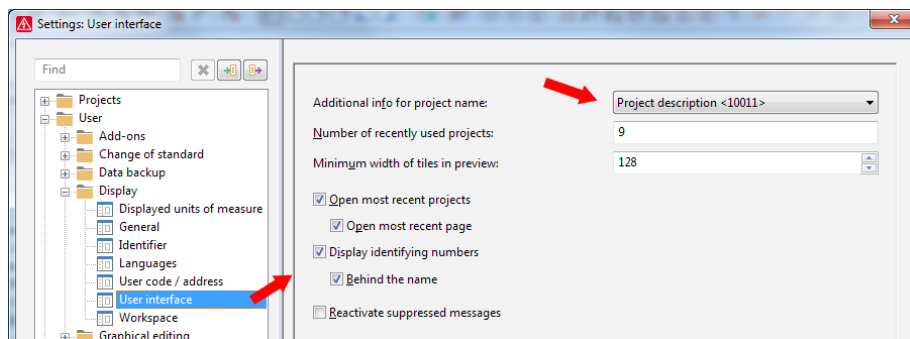 Settings: User interface
x
Find
Projects
User
Add-ons
Change of standard
Data backup
Display
Displayed units of measure
General
Identifier
Languages
User code / address
User interface
Workspace
Graphical editing
Additional info for project name:
Project description <10011>
Number of recently used projects:
9
Minimum width of tiles in preview:
128
Open most recent projects
Open most recent page
Display identifying numbers
Behind the name
Reactivate suppressed messages